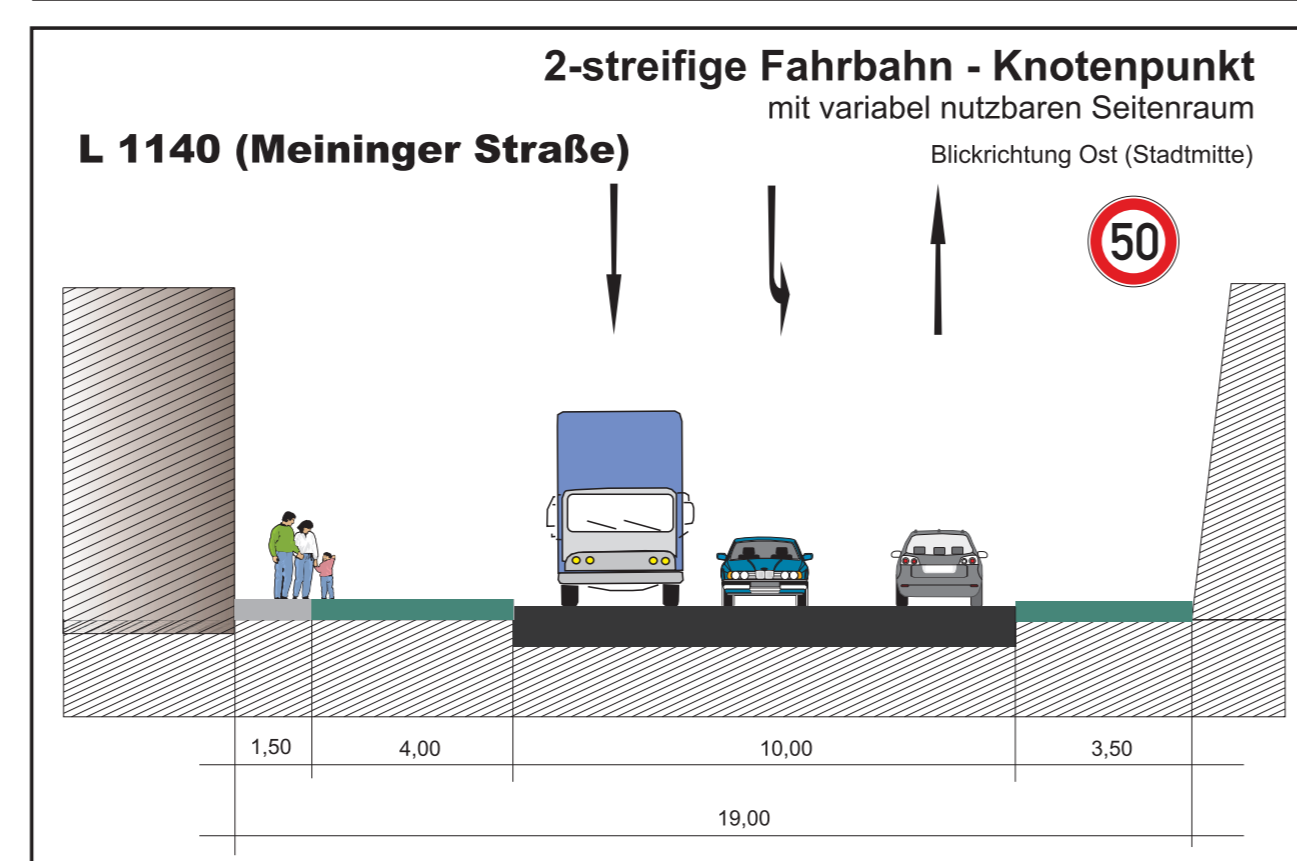 2-streifige Fahrbahn - Knotenpunkt
mit variabel nutzbaren Seitenraum
L 1140 (Meininger Straße)
Blickrichtung Ost (Stadtmitte)
50
1,50
4,00
10,00
3,50
19,00